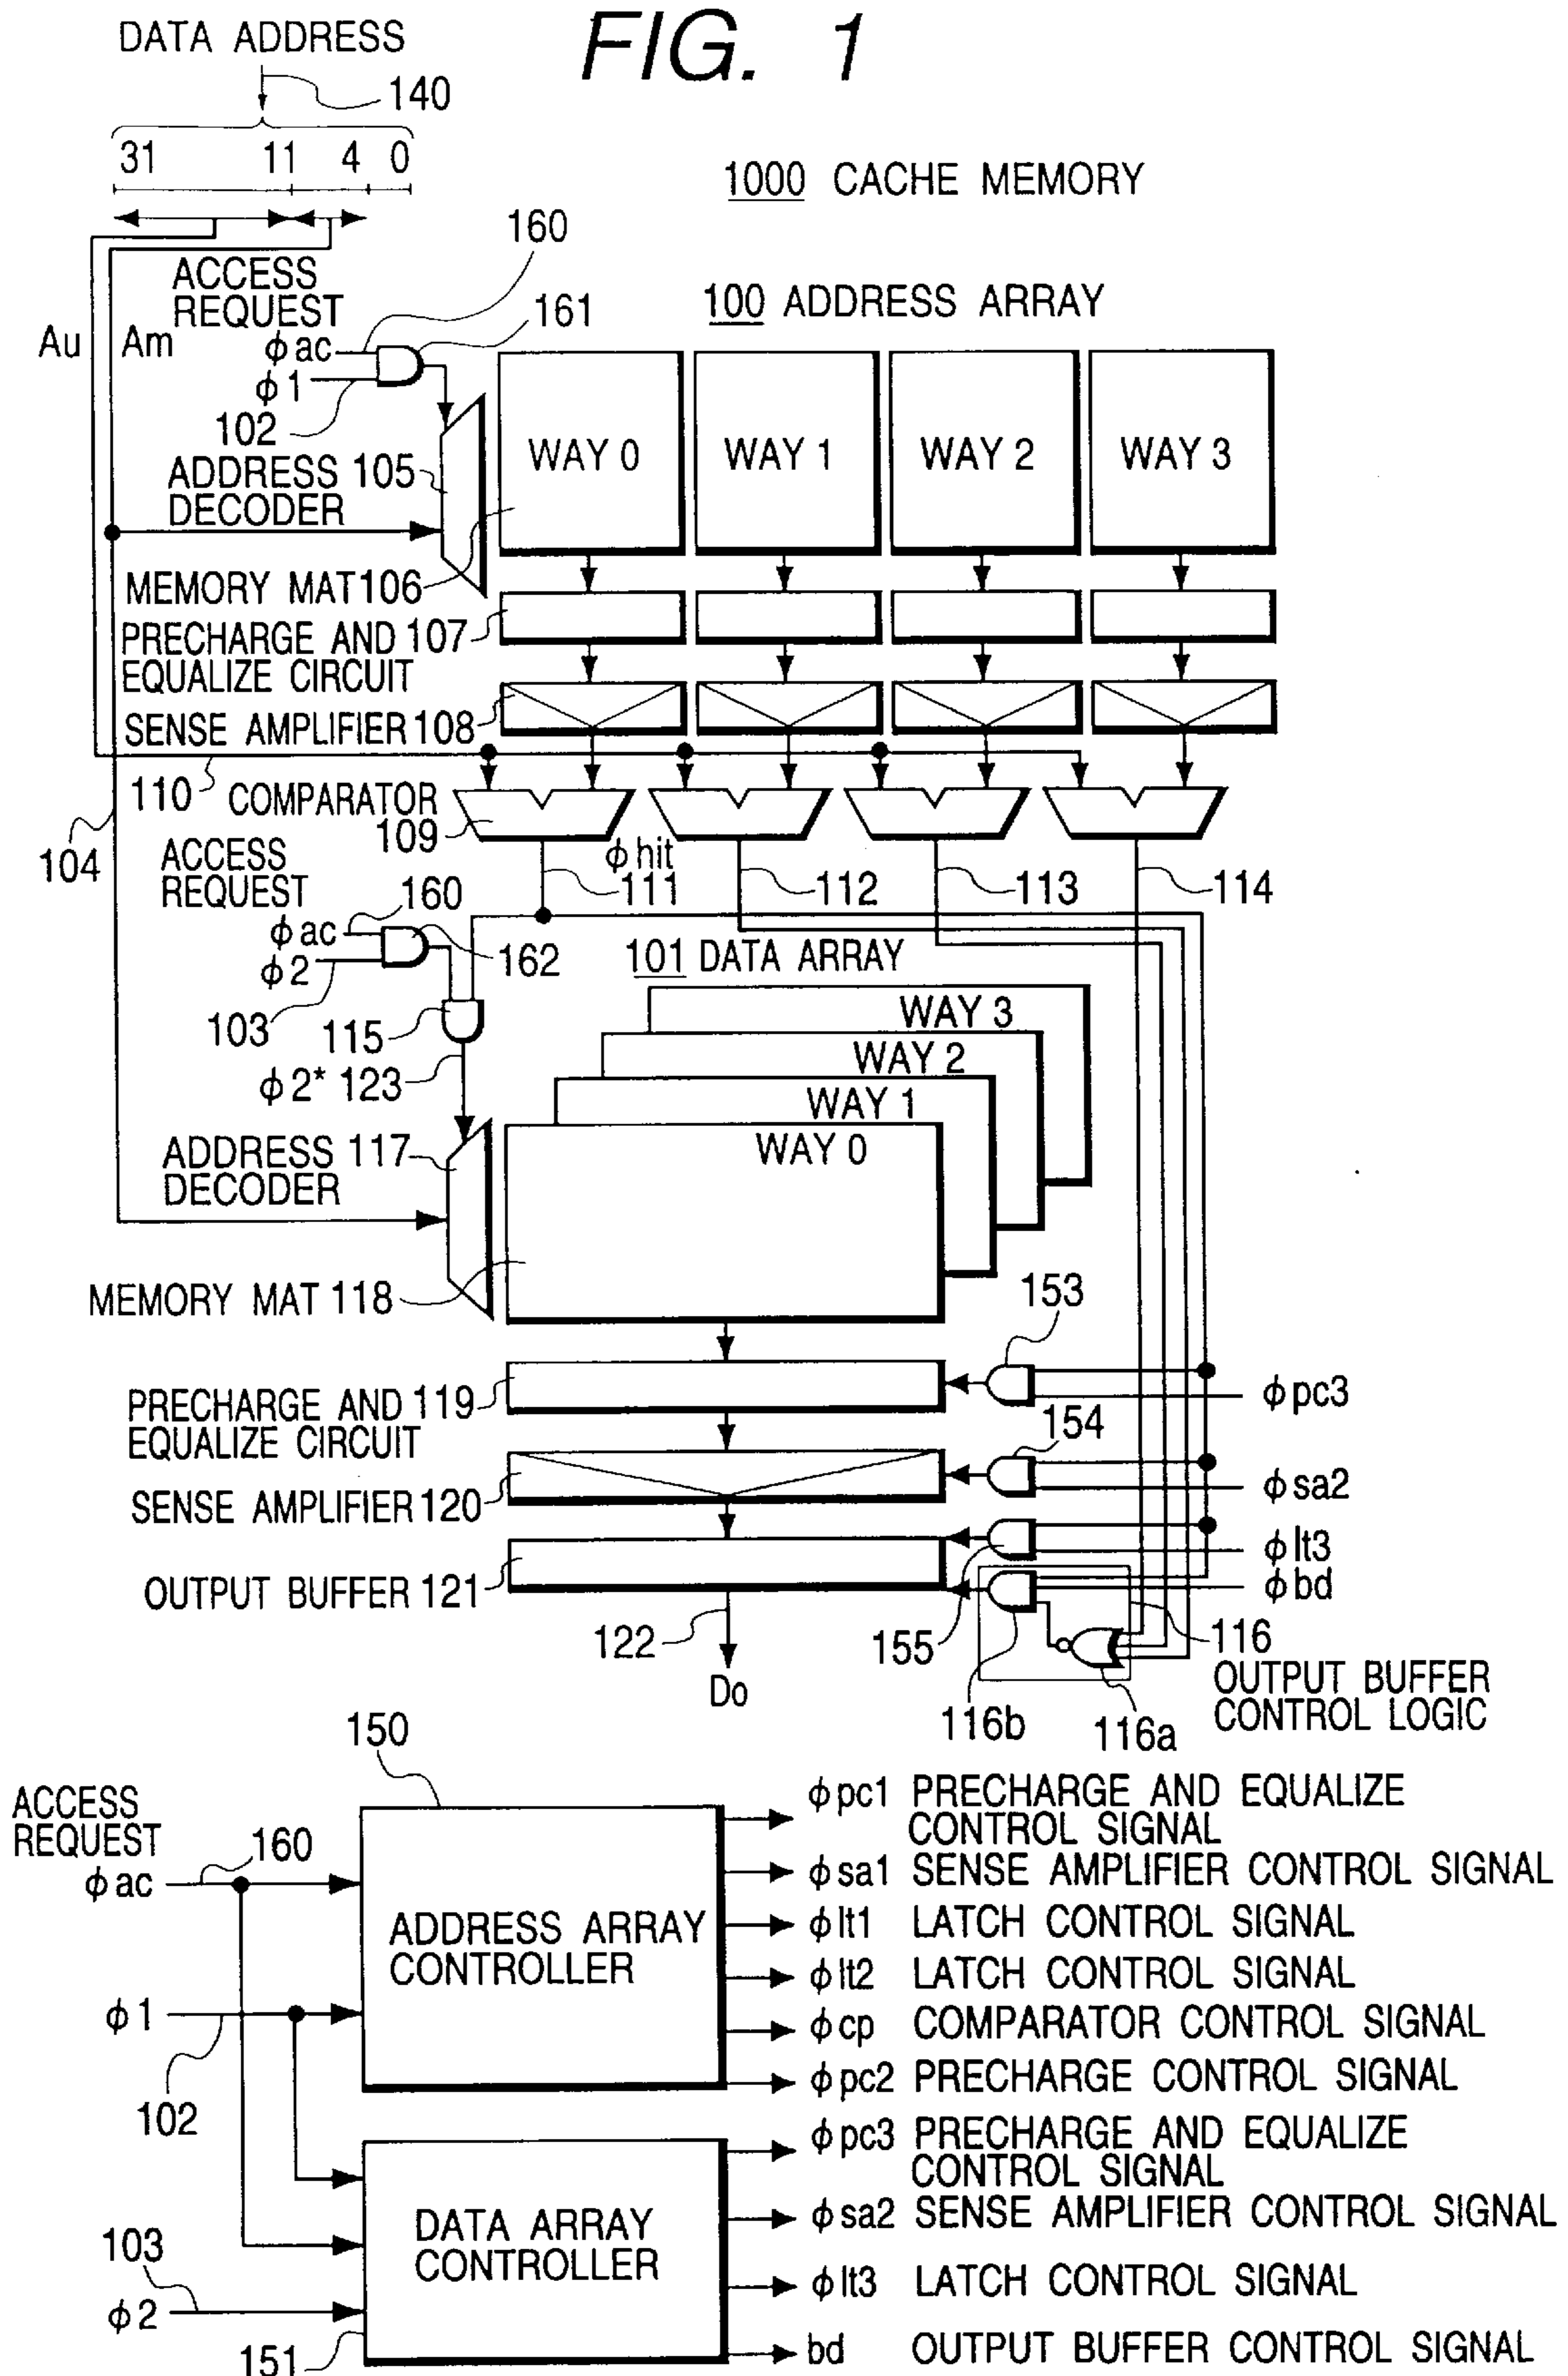 FIG. 1
DATA ADDRESS
140
31 11 4 0
1000 CACHE MEMORY
160
ACCESS
REQUEST
100 ADDRESS ARRAY
161
Au Am
ϕac
ϕ1
102
WAY 0 WAY 1 WAY 2 WAY 3
ADDRESS 105
DECODER
MEMORY MAT 106
PRECHARGE AND 107
EQUALIZE CIRCUIT
SENSE AMPLIFIER 108
110 COMPARATOR
109
104
ϕhit
111 112 113 114
ACCESS
REQUEST
160
ϕac
ϕ2
162
101 DATA ARRAY
103 115
WAY 3
WAY 2
ϕ2* 123
WAY 1
WAY 0
ADDRESS 117
DECODER
MEMORY MAT 118
153
PRECHARGE AND 119
EQUALIZE CIRCUIT
ϕpc3
154
SENSE AMPLIFIER 120
ϕsa2
ϕlt3
OUTPUT BUFFER 121
ϕbd
122
155
116
OUTPUT BUFFER
CONTROL LOGIC
Do
116b
116a
150
ACCESS
REQUEST
160
ϕac
ADDRESS ARRAY
CONTROLLER
ϕ1
102
ϕpc1 PRECHARGE AND EQUALIZE
CONTROL SIGNAL
ϕsa1 SENSE AMPLIFIER CONTROL SIGNAL
ϕlt1 LATCH CONTROL SIGNAL
ϕlt2 LATCH CONTROL SIGNAL
ϕcp COMPARATOR CONTROL SIGNAL
ϕpc2 PRECHARGE CONTROL SIGNAL
ϕpc3 PRECHARGE AND EQUALIZE
CONTROL SIGNAL
DATA ARRAY
CONTROLLER
ϕsa2 SENSE AMPLIFIER CONTROL SIGNAL
103
ϕ2
ϕlt3 LATCH CONTROL SIGNAL
151
bd OUTPUT BUFFER CONTROL SIGNAL